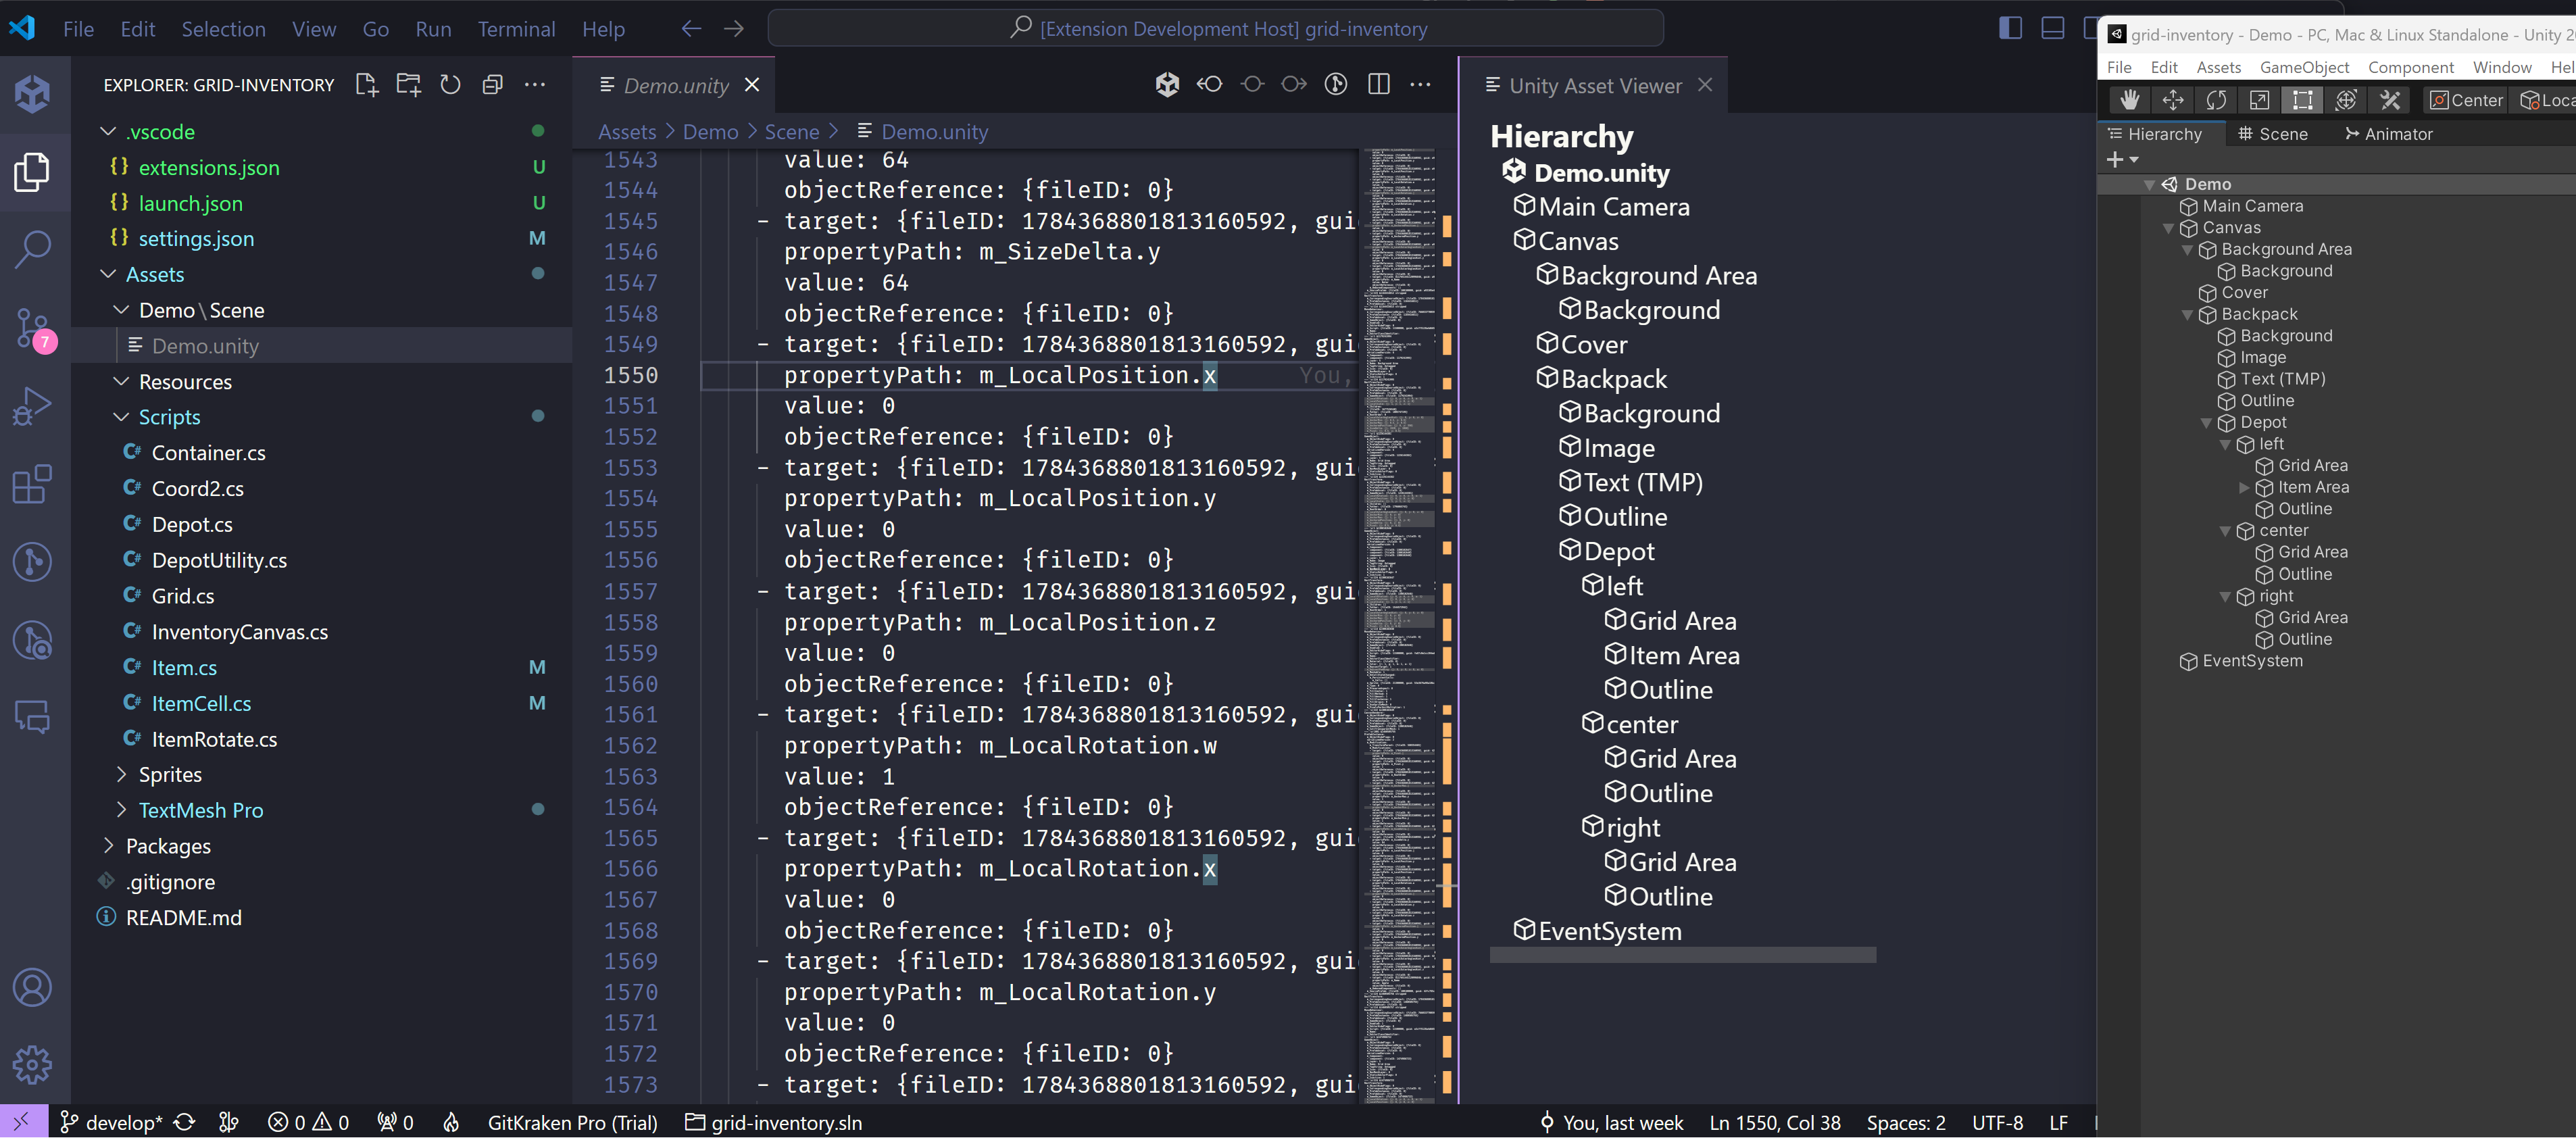 File Edit Selection View Go Run Terminal Help
[Extension Development Host] grid-inventory
EXPLORER: GRID-INVENTORY
.vscode
extensions.json U
launch.json U
settings.json M
Assets
Demo\Scene
Demo.unity
Resources
Scripts
Container.cs
Coord2.cs
Depot.cs
DepotUtility.cs
Grid.cs
InventoryCanvas.cs
Item.cs M
ItemCell.cs M
ItemRotate.cs
Sprites
TextMesh Pro
Packages
.gitignore
README.md
7
Demo.unity
Assets > Demo > Scene > Demo.unity
1543 value: 64
1544 objectReference: {fileID: 0}
1545 - target: {fileID: 1784368801813160592, gui
1546 propertyPath: m_SizeDelta.y
1547 value: 64
1548 objectReference: {fileID: 0}
1549 - target: {fileID: 1784368801813160592, gui
1550 propertyPath: m_LocalPosition.x You,
1551 value: 0
1552 objectReference: {fileID: 0}
1553 - target: {fileID: 1784368801813160592, gui
1554 propertyPath: m_LocalPosition.y
1555 value: 0
1556 objectReference: {fileID: 0}
1557 - target: {fileID: 1784368801813160592, gui
1558 propertyPath: m_LocalPosition.z
1559 value: 0
1560 objectReference: {fileID: 0}
1561 - target: {fileID: 1784368801813160592, gui
1562 propertyPath: m_LocalRotation.w
1563 value: 1
1564 objectReference: {fileID: 0}
1565 - target: {fileID: 1784368801813160592, gui
1566 propertyPath: m_LocalRotation.x
1567 value: 0
1568 objectReference: {fileID: 0}
1569 - target: {fileID: 1784368801813160592, gui
1570 propertyPath: m_LocalRotation.y
1571 value: 0
1572 objectReference: {fileID: 0}
1573 - target: {fileID: 1784368801813160592, gui
Unity Asset Viewer
Hierarchy
Demo.unity
Main Camera
Canvas
Background Area
Background
Cover
Backpack
Background
Image
Text (TMP)
Outline
Depot
left
Grid Area
Item Area
Outline
center
Grid Area
Outline
right
Grid Area
Outline
EventSystem
grid-inventory - Demo - PC, Mac & Linux Standalone - Unity 2
File Edit Assets GameObject Component Window Hel
Center Loca
Hierarchy Scene Animator
Demo
Main Camera
Canvas
Background Area
Background
Cover
Backpack
Background
Image
Text (TMP)
Outline
Depot
left
Grid Area
Item Area
Outline
center
Grid Area
Outline
right
Grid Area
Outline
EventSystem
develop* 0 0 0 GitKraken Pro (Trial) grid-inventory.sln You, last week Ln 1550, Col 38 Spaces: 2 UTF-8 LF